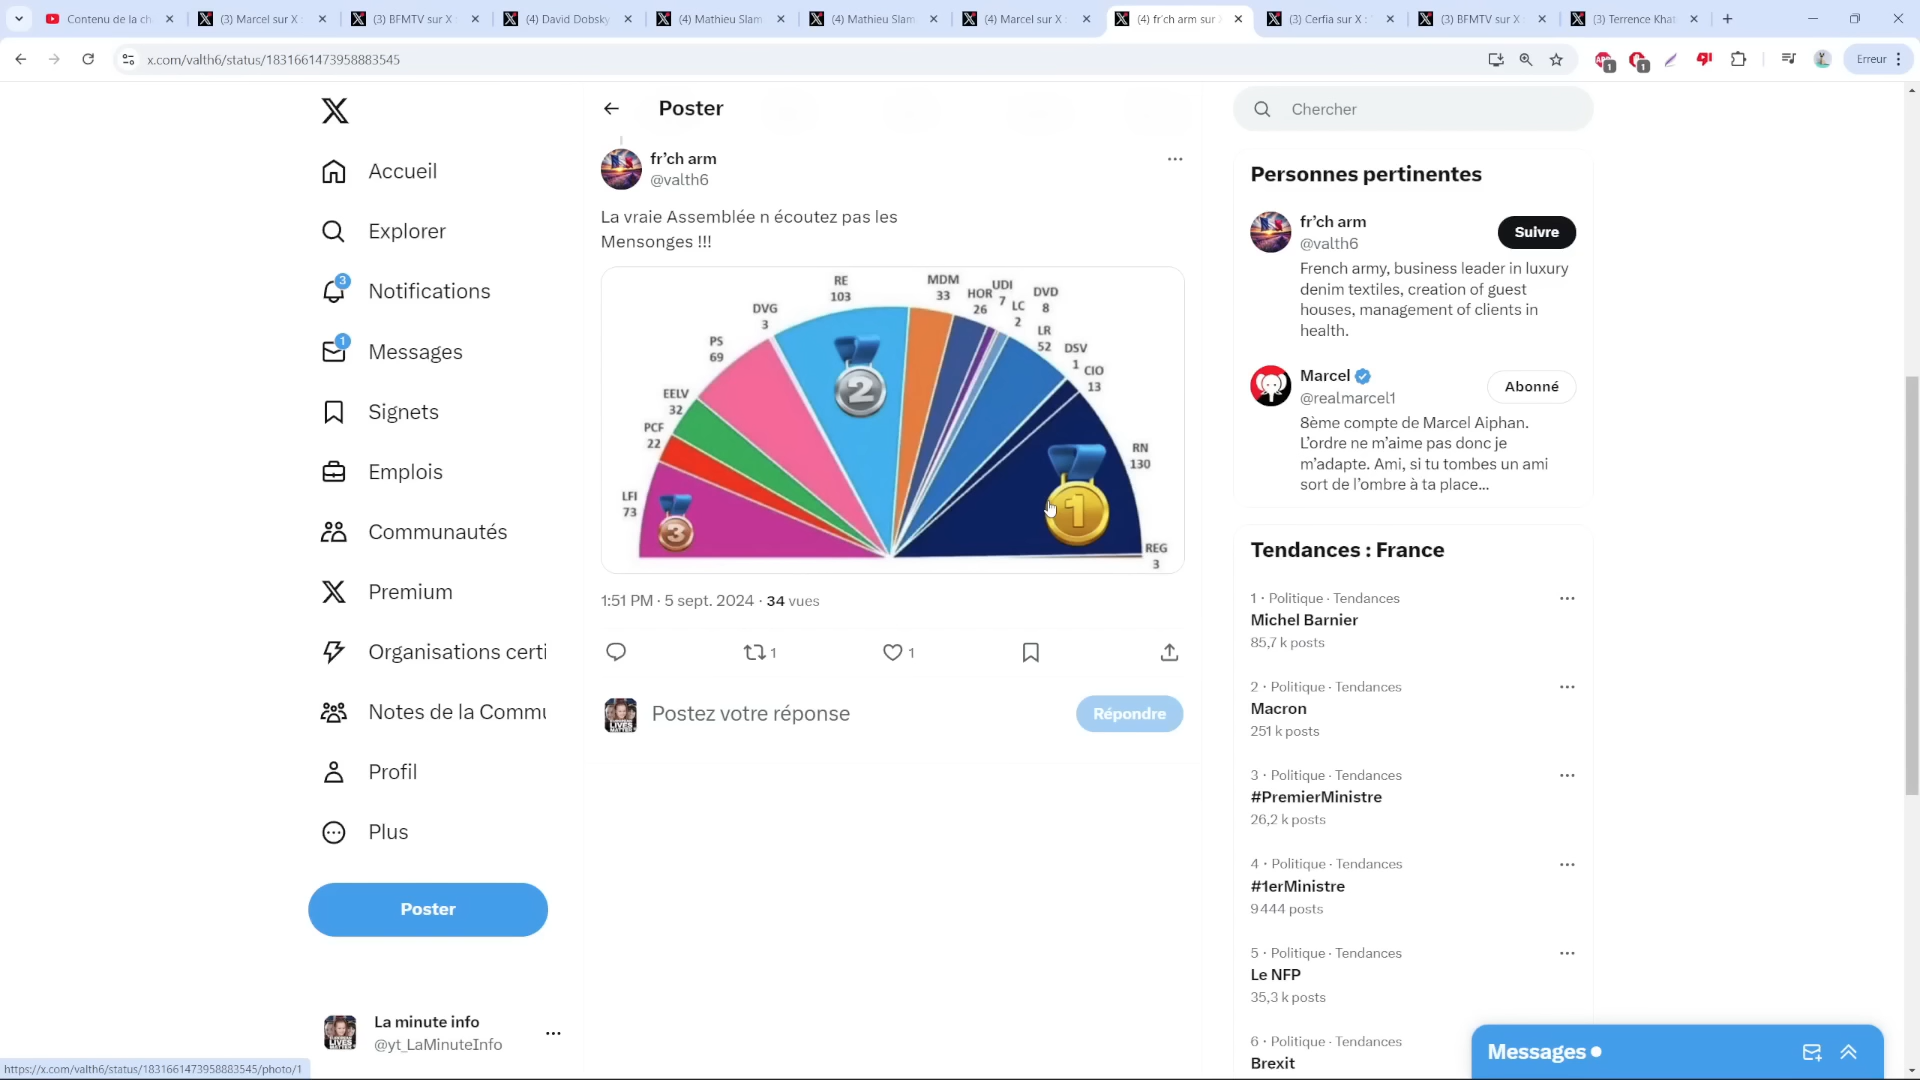 Contenu de la ch
(3) Marcel sur X :
(3) BFMTV sur X
(4) David Dobsky
(4) Mathieu Slam
(4) Mathieu Slam
(4) Marcel sur X :
(4) fr'ch arm sur
(3) Cerfia sur X : "
(3) BFMTV sur X
(3) Terrence Khat
x.com/valth6/status/1831661473958883545
1
1
Erreur
Accueil
Explorer
3
Notifications
1
Messages
Signets
Emplois
Communautés
Premium
Organisations certi
Notes de la Commu
Profil
Plus
Poster
La minute info
@yt_LaMinuteInfo
https://x.com/valth6/status/1831661473958883545/photo/1
Poster
fr’ch arm
@valth6
La vraie Assemblée n écoutez pas les
Mensonges !!!
LFI
73
PCF
22
EELV
32
PS
69
DVG
3
RE
103
MDM
33
HOR
26
UDI
7
LC
2
DVD
8
LR
52
DSV
1
CIO
13
RN
130
REG
3
3
2
1
1:51 PM · 5 sept. 2024 · 34 vues
1
1
Postez votre réponse
Répondre
Chercher
Personnes pertinentes
fr’ch arm
@valth6
Suivre
French army, business leader in luxury
denim textiles, creation of guest
houses, management of clients in
health.
Marcel
@realmarcel1
Abonné
8ème compte de Marcel Aiphan.
L’ordre ne m’aime pas donc je
m’adapte. Ami, si tu tombes un ami
sort de l’ombre à ta place...
Tendances : France
1 · Politique · Tendances
Michel Barnier
85,7 k posts
2 · Politique · Tendances
Macron
251 k posts
3 · Politique · Tendances
#PremierMinistre
26,2 k posts
4 · Politique · Tendances
#1erMinistre
9 444 posts
5 · Politique · Tendances
Le NFP
35,3 k posts
6 · Politique · Tendances
Brexit
Messages